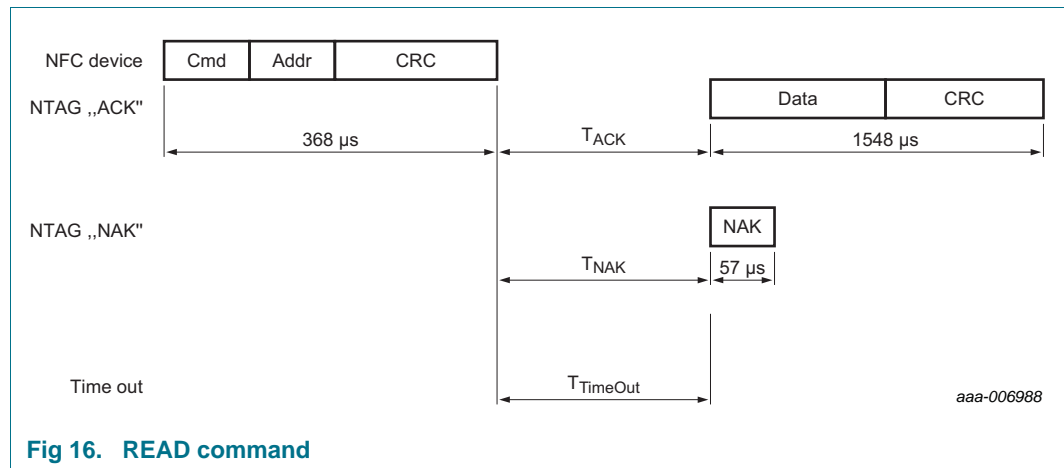 NFC device Cmd Addr CRC
NTAG ,,ACK" Data CRC
368 µs TACK 1548 µs
NTAG ,,NAK" NAK
TNAK 57 µs
Time out TTimeOut
aaa-006988
Fig 16. READ command